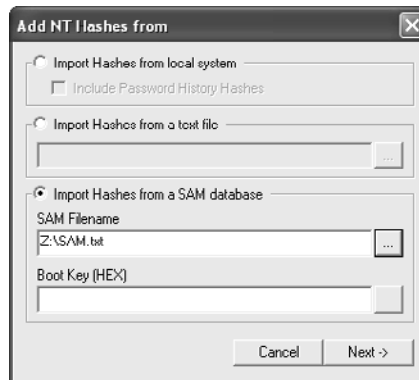 Add NT Hashes from
Import Hashes from local system
Include Password History Hashes
Import Hashes from a text file
...
Import Hashes from a SAM database
SAM Filename
Z:\SAM.txt
...
Boot Key (HEX)
Cancel
Next ->